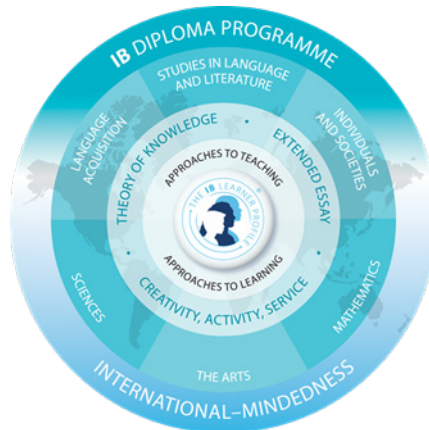 IB DIPLOMA PROGRAMME
STUDIES IN LANGUAGE
AND LITERATURE
LANGUAGE
ACQUISITION
INDIVIDUALS
AND SOCIETIES
THEORY OF KNOWLEDGE
•
EXTENDED ESSAY
•
APPROACHES TO TEACHING
THE IB LEARNER PROFILE
®
APPROACHES TO LEARNING
CREATIVITY, ACTIVITY, SERVICE
•
SCIENCES
MATHEMATICS
THE ARTS
INTERNATIONAL–MINDEDNESS